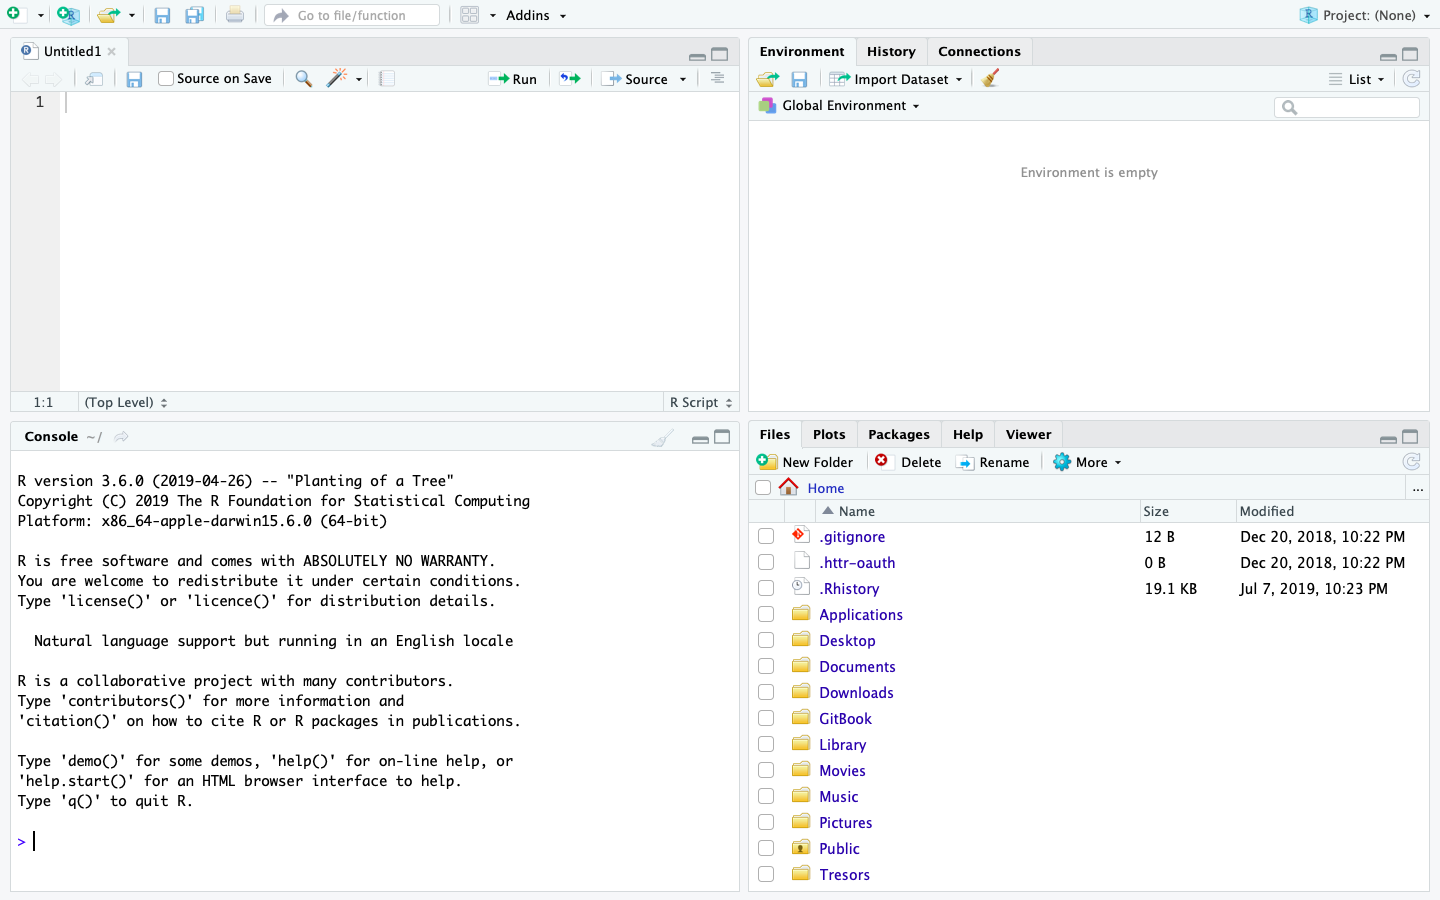 Go to file/function
Addins
Project: (None)
Untitled1
Source on Save
Run
Source
1
1:1
(Top Level)
R Script
Console ~/
R version 3.6.0 (2019-04-26) -- "Planting of a Tree"
Copyright (C) 2019 The R Foundation for Statistical Computing
Platform: x86_64-apple-darwin15.6.0 (64-bit)
R is free software and comes with ABSOLUTELY NO WARRANTY.
You are welcome to redistribute it under certain conditions.
Type 'license()' or 'licence()' for distribution details.
Natural language support but running in an English locale
R is a collaborative project with many contributors.
Type 'contributors()' for more information and
'citation()' on how to cite R or R packages in publications.
Type 'demo()' for some demos, 'help()' for on-line help, or
'help.start()' for an HTML browser interface to help.
Type 'q()' to quit R.
>
Environment History Connections
Import Dataset
List
Global Environment
Environment is empty
Files Plots Packages Help Viewer
New Folder Delete Rename More
Home ...
Name Size Modified
.gitignore 12 B Dec 20, 2018, 10:22 PM
.httr-oauth 0 B Dec 20, 2018, 10:22 PM
.Rhistory 19.1 KB Jul 7, 2019, 10:23 PM
Applications
Desktop
Documents
Downloads
GitBook
Library
Movies
Music
Pictures
Public
Tresors